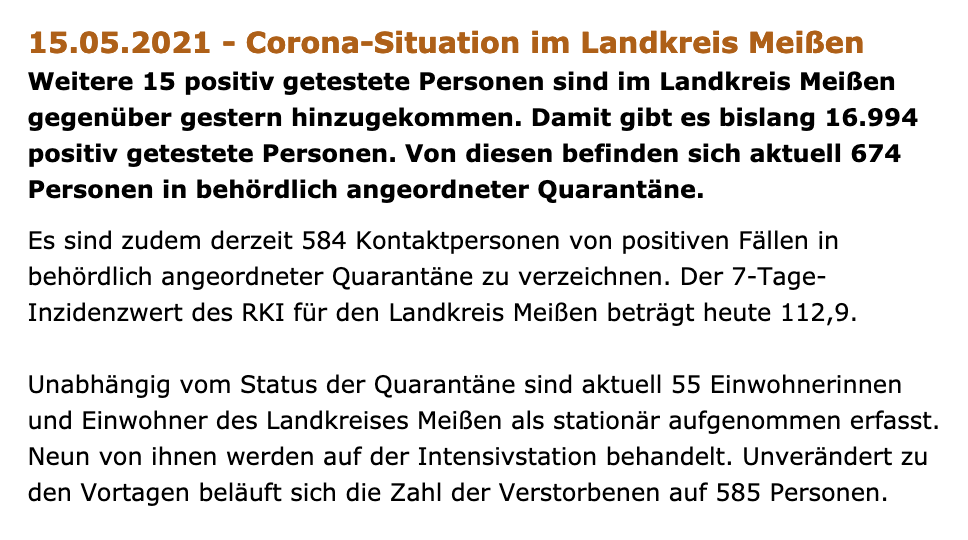 15.05.2021 - Corona-Situation im Landkreis Meißen
Weitere 15 positiv getestete Personen sind im Landkreis Meißen
gegenüber gestern hinzugekommen. Damit gibt es bislang 16.994
positiv getestete Personen. Von diesen befinden sich aktuell 674
Personen in behördlich angeordneter Quarantäne.
Es sind zudem derzeit 584 Kontaktpersonen von positiven Fällen in
behördlich angeordneter Quarantäne zu verzeichnen. Der 7-Tage-
Inzidenzwert des RKI für den Landkreis Meißen beträgt heute 112,9.
Unabhängig vom Status der Quarantäne sind aktuell 55 Einwohnerinnen
und Einwohner des Landkreises Meißen als stationär aufgenommen erfasst.
Neun von ihnen werden auf der Intensivstation behandelt. Unverändert zu
den Vortagen beläuft sich die Zahl der Verstorbenen auf 585 Personen.